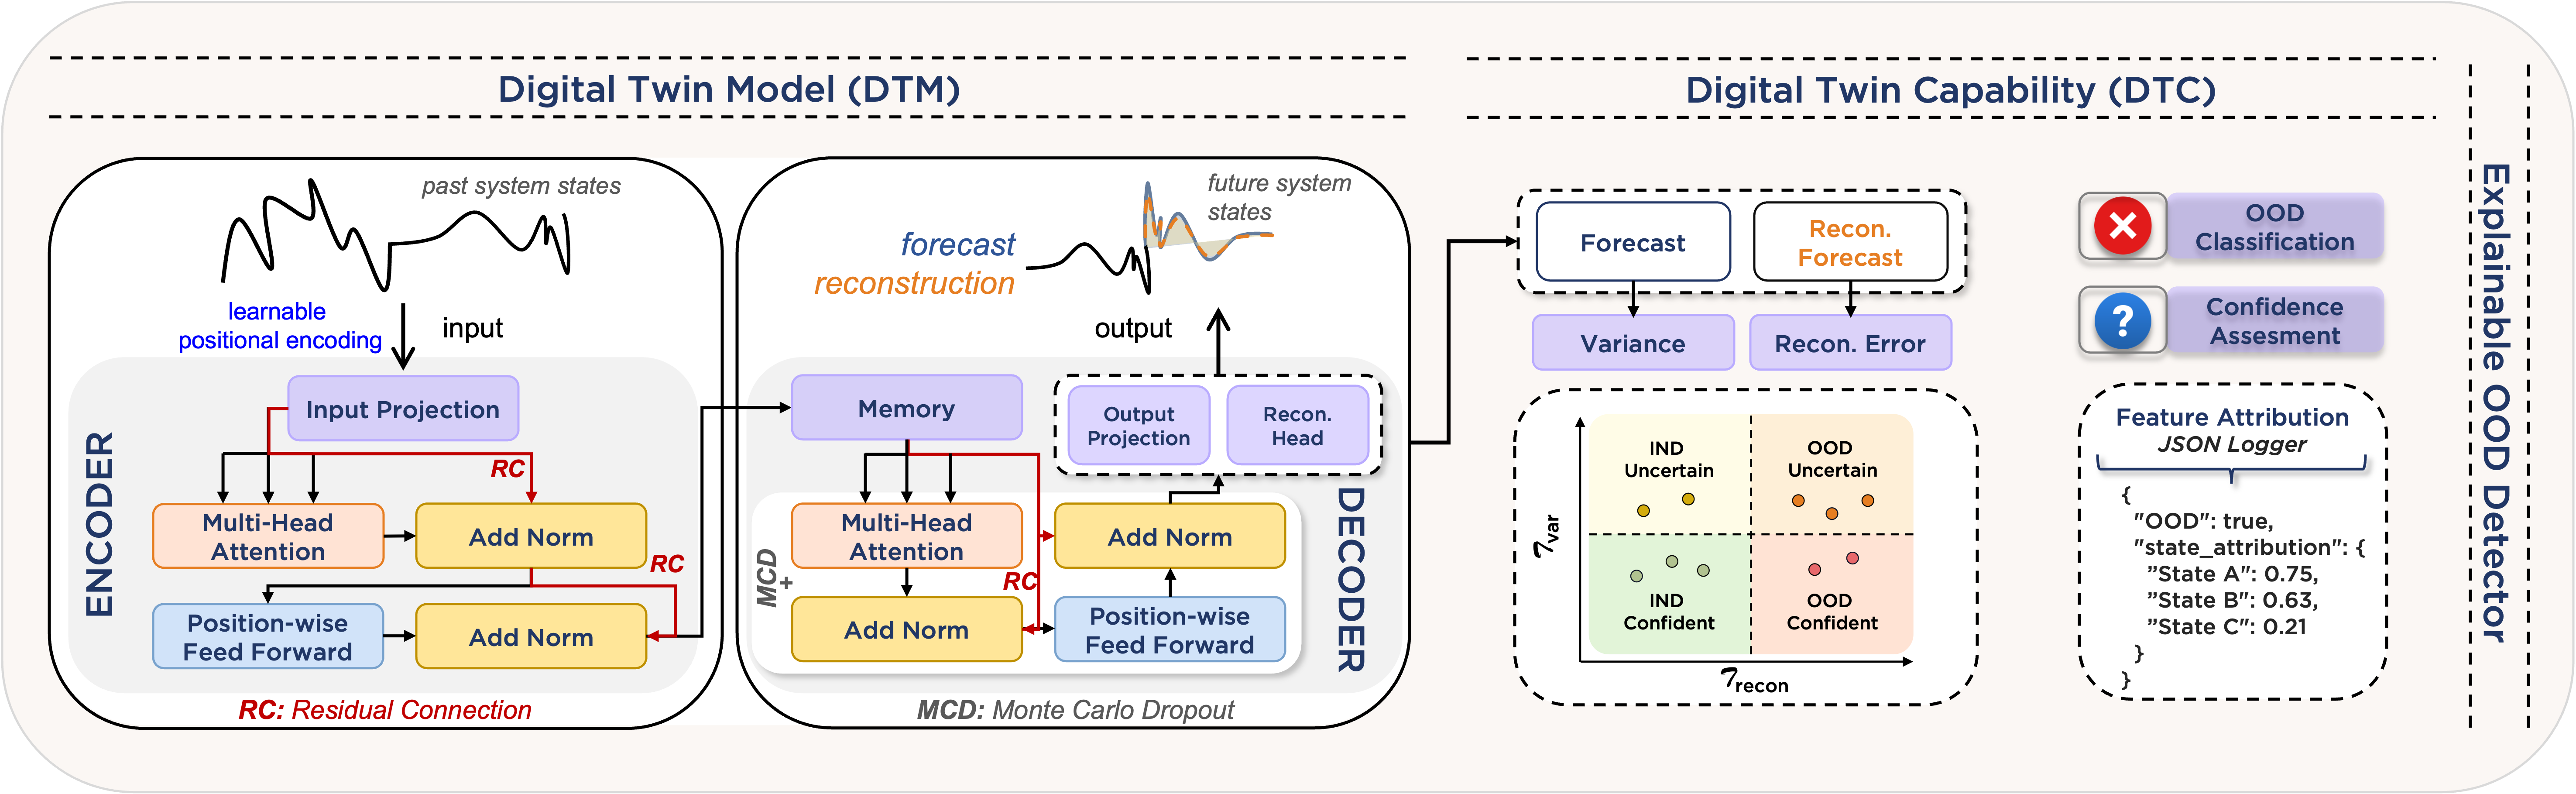 Digital Twin Model (DTM)
Digital Twin Capability (DTC)
Explainable OOD Detector
past system states
learnable
positional encoding
input
ENCODER
Input Projection
RC
Multi-Head
Attention
Add Norm
RC
Position-wise
Feed Forward
Add Norm
RC: Residual Connection
future system
states
forecast
reconstruction
output
Memory
Output
Projection
Recon.
Head
DECODER
MCD
+
Multi-Head
Attention
Add Norm
RC
Add Norm
Position-wise
Feed Forward
MCD: Monte Carlo Dropout
Forecast
Recon.
Forecast
Variance
Recon. Error
𝒯var
IND
Uncertain
OOD
Uncertain
IND
Confident
OOD
Confident
𝒯recon
OOD
Classification
?
Confidence
Assesment
Feature Attribution
JSON Logger
{
"OOD": true,
"state_attribution": {
”State A": 0.75,
”State B": 0.63,
”State C": 0.21
}
}